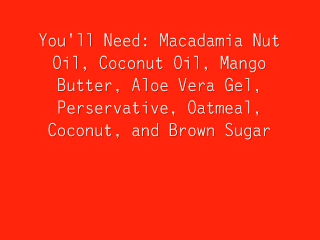 You'll Need: Macadamia Nut
Oil, Coconut Oil, Mango
Butter, Aloe Vera Gel,
Perservative, Oatmeal,
Coconut, and Brown Sugar